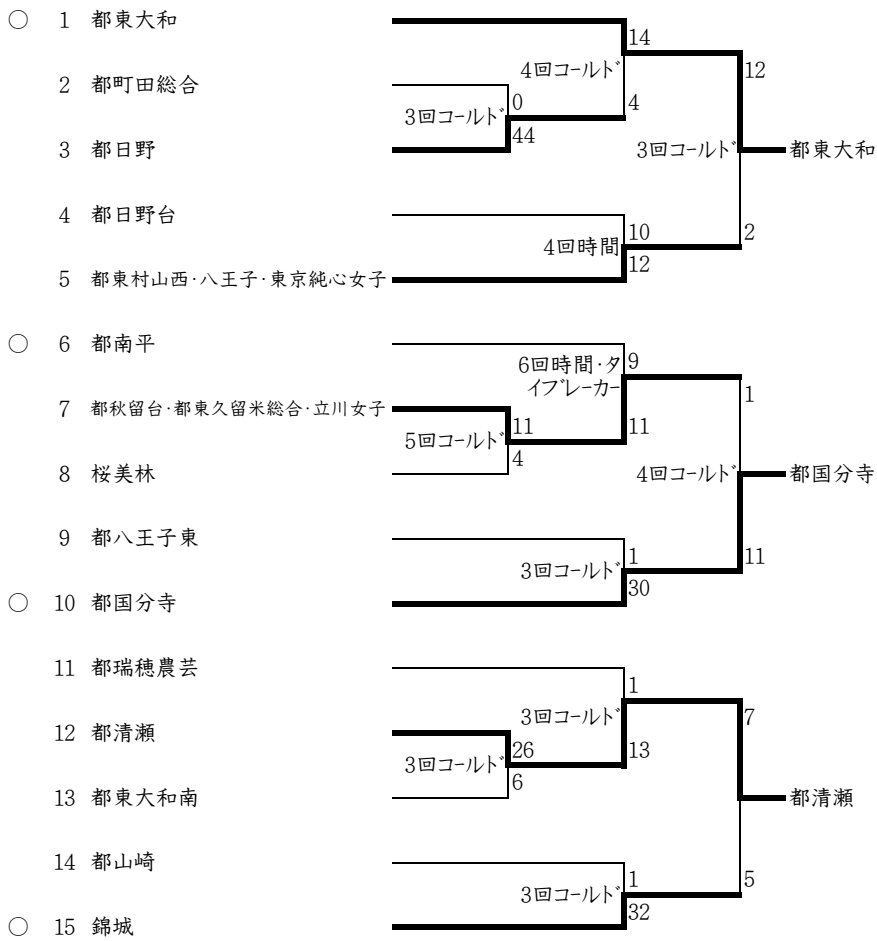 ○ 1 都東大和
14
4回コールド
12
2 都町田総合
0
4
3回コールド
44
3 都日野
3回コールド
都東大和
4 都日野台
10
2
4回時間
12
5 都東村山西・八王子・東京純心女子
○ 6 都南平
6回時間・タ
イブレーカー
9
1
7 都秋留台・都東久留米総合・立川女子
11
11
5回コールド
4
8 桜美林
4回コールド
都国分寺
9 都八王子東
1
11
3回コールド
30
○ 10 都国分寺
11 都瑞穂農芸
1
3回コールド
7
12 都清瀬
26
13
3回コールド
6
13 都東大和南
都清瀬
14 都山崎
1
5
3回コールド
32
○ 15 錦城